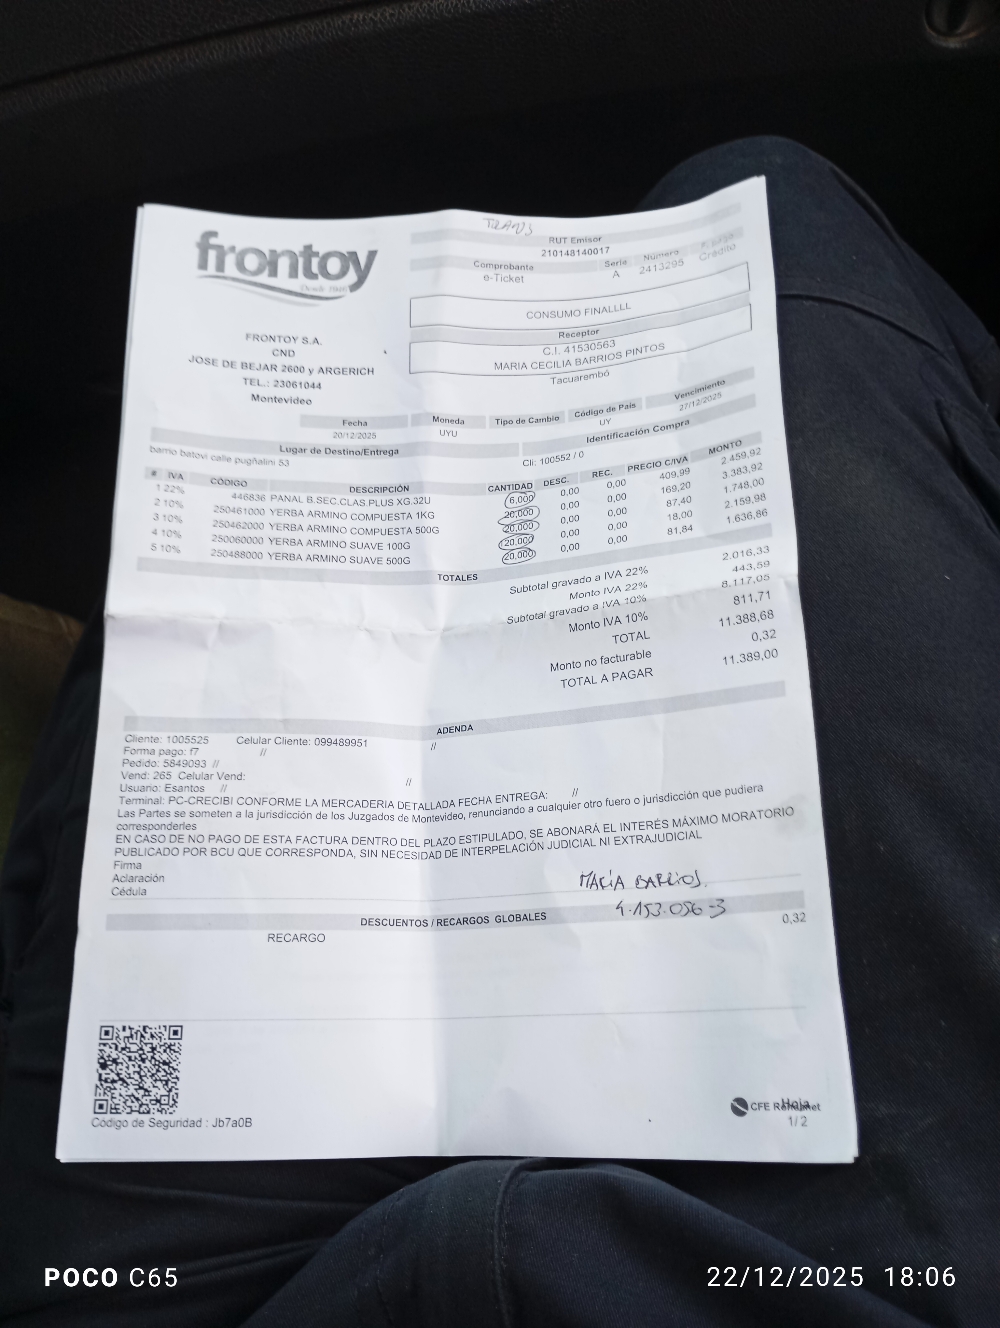 TRANS
frontoy
Desde 1946
RUT Emisor
210148140017
Comprobante Serie Número
e-Ticket A 2413295 Crédito
CONSUMO FINALLLL
Receptor
C.I. 41530563
MARIA CECILIA BARRIOS PINTOS
Tacuarembó
FRONTOY S.A.
CND
JOSE DE BEJAR 2600 y ARGERICH
TEL.: 23061044
Montevideo
Fecha Moneda Tipo de Cambio Código de País Vencimiento
20/12/2025 UYU UY 27/12/2025
Lugar de Destino/Entrega Identificación Compra
barrio batovi calle pugñalini 53 Cli: 100552 / 0
# IVA CÓDIGO DESCRIPCIÓN CANTIDAD DESC. REC. PRECIO C/IVA MONTO
1 22% 446836 PANAL B.SEC.CLAS.PLUS XG.32U 6,000 0,00 0,00 409,99 2.459,92
2 10% 250461000 YERBA ARMINO COMPUESTA 1KG 20,000 0,00 0,00 169,20 3.383,92
3 10% 250462000 YERBA ARMINO COMPUESTA 500G 20,000 0,00 0,00 87,40 1.748,00
4 10% 250060000 YERBA ARMINO SUAVE 100G 120,000 0,00 0,00 18,00 2.159,98
5 10% 250488000 YERBA ARMINO SUAVE 500G 20,000 0,00 0,00 81,84 1.636,86
TOTALES
Subtotal gravado a IVA 22% 2.016,33
Monto IVA 22% 443,59
Subtotal gravado a IVA 10% 8.117,05
Monto IVA 10% 811,71
TOTAL 11.388,68
Monto no facturable 0,32
TOTAL A PAGAR 11.389,00
ADENDA
Cliente: 1005525 Celular Cliente: 099489951 //
Forma pago: f7 //
Pedido: 5849093 //
Vend: 265 Celular Vend: //
Usuario: Esantos //
Terminal: PC-CRECIBI CONFORME LA MERCADERIA DETALLADA FECHA ENTREGA: //
Las Partes se someten a la jurisdicción de los Juzgados de Montevideo, renunciando a cualquier otro fuero o jurisdicción que pudiera
corresponderles
EN CASO DE NO PAGO DE ESTA FACTURA DENTRO DEL PLAZO ESTIPULADO, SE ABONARÁ EL INTERÉS MÁXIMO MORATORIO
PUBLICADO POR BCU QUE CORRESPONDA, SIN NECESIDAD DE INTERPELACIÓN JUDICIAL NI EXTRAJUDICIAL
Firma
Aclaración MARÍA BARRIOS.
Cédula 4.153.056-3
DESCUENTOS / RECARGOS GLOBALES
RECARGO 0,32
Código de Seguridad : Jb7a0B
CFE
Hoja
1/ 2
POCO C65
22/12/2025 18:06